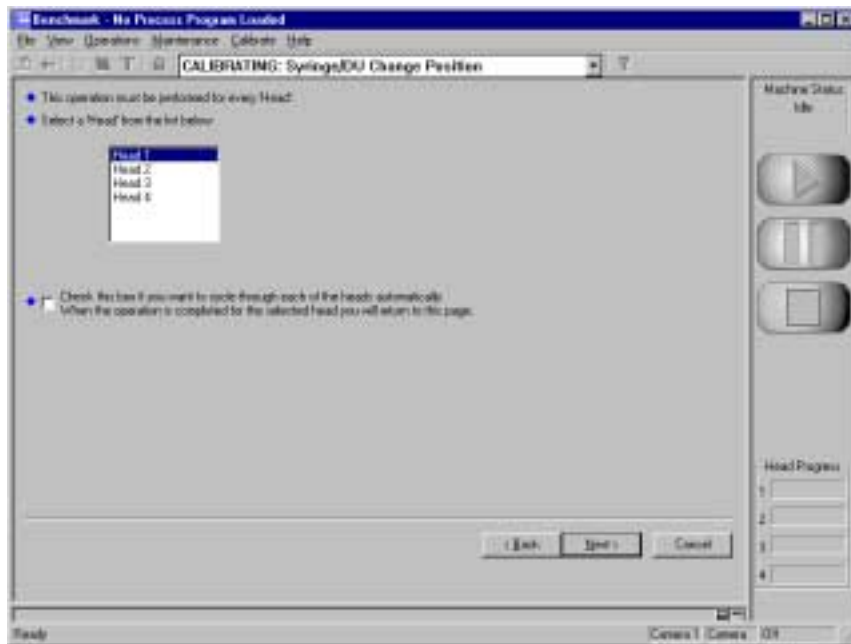 Benchmark - No Process Program Loaded
File View Operations Maintenance Calibrate Help
CALIBRATING: Syringe/DU Change Position
This operation must be performed for every 'Head'.
Select a 'Head' from the list below
Head 1
Head 2
Head 3
Head 4
Check this box if you want to cycle through each of the heads automatically.
When the operation is completed for the selected head you will return to this page.
< Back
Next >
Cancel
Machine Status
Idle
Head Progress
1
2
3
4
Ready
Camera 1 Camera